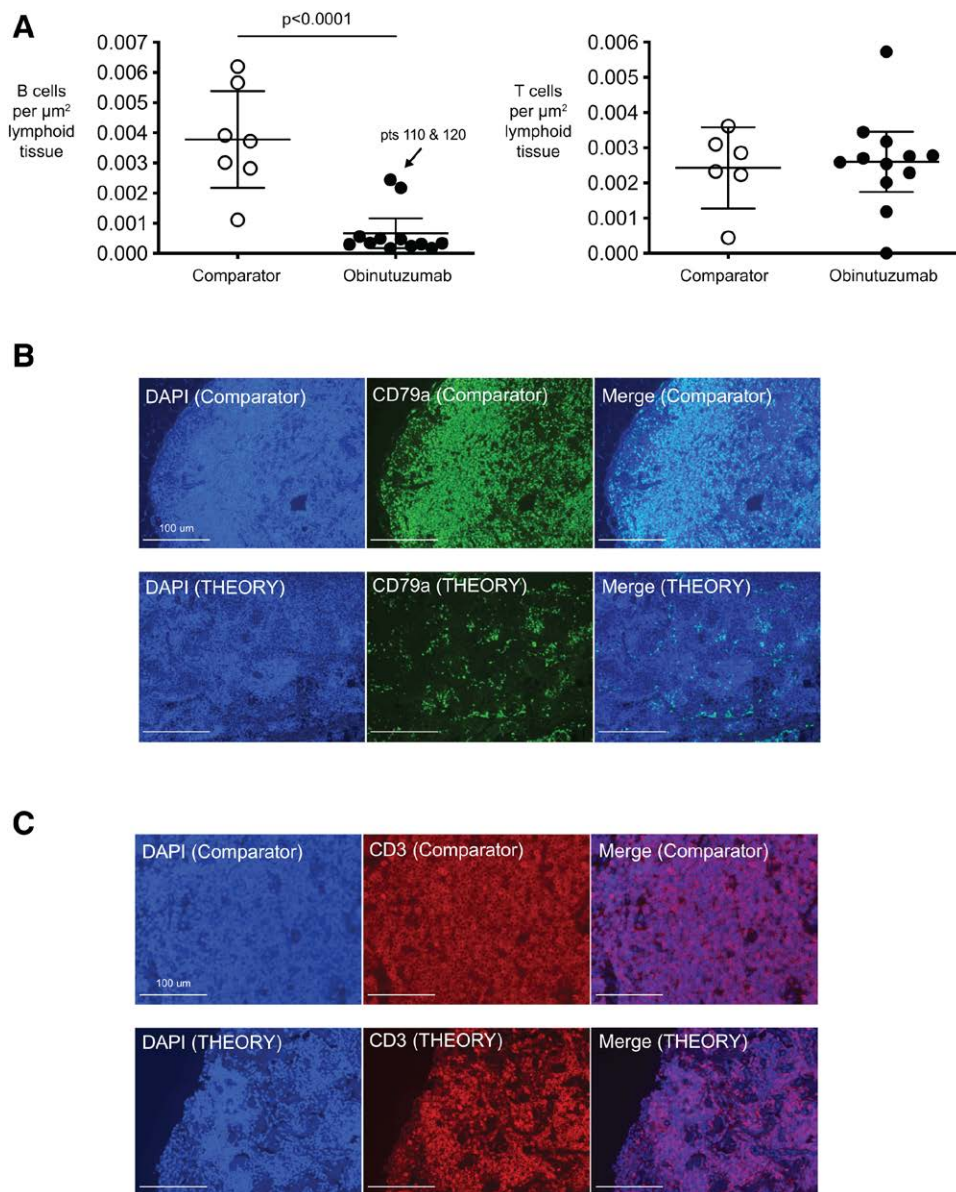 A
p<0.0001
B cells
per µm²
lymphoid
tissue
0.007
0.006
0.005
0.004
0.003
0.002
0.001
0.000
pts 110 & 120
Comparator
Obinutuzumab
T cells
per µm²
lymphoid
tissue
0.006
0.005
0.004
0.003
0.002
0.001
0.000
Comparator
Obinutuzumab
B
DAPI (Comparator)
CD79a (Comparator)
Merge (Comparator)
100 um
DAPI (THEORY)
CD79a (THEORY)
Merge (THEORY)
C
DAPI (Comparator)
CD3 (Comparator)
Merge (Comparator)
100 um
DAPI (THEORY)
CD3 (THEORY)
Merge (THEORY)